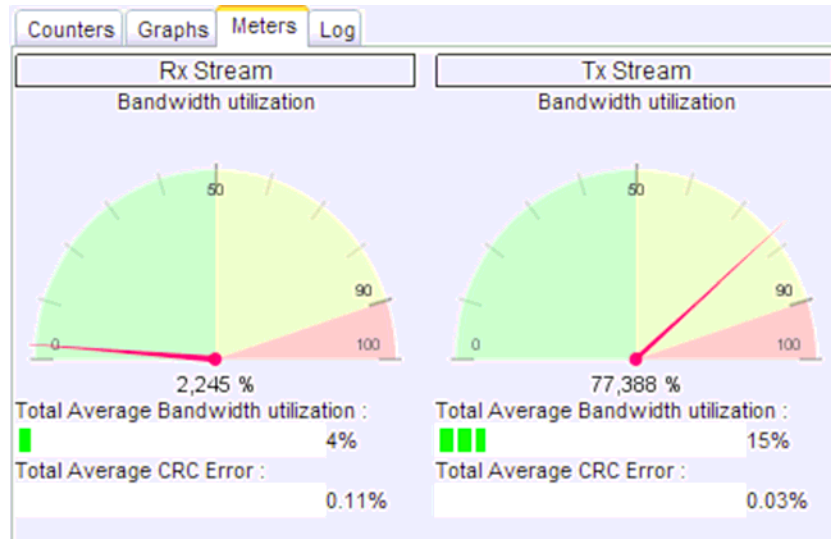 Counters Graphs Meters Log
Rx Stream
Bandwidth utilization
50
90
0
100
2,245 %
Total Average Bandwidth utilization :
4%
Total Average CRC Error :
0.11%
Tx Stream
Bandwidth utilization
50
90
0
100
77,388 %
Total Average Bandwidth utilization :
15%
Total Average CRC Error :
0.03%